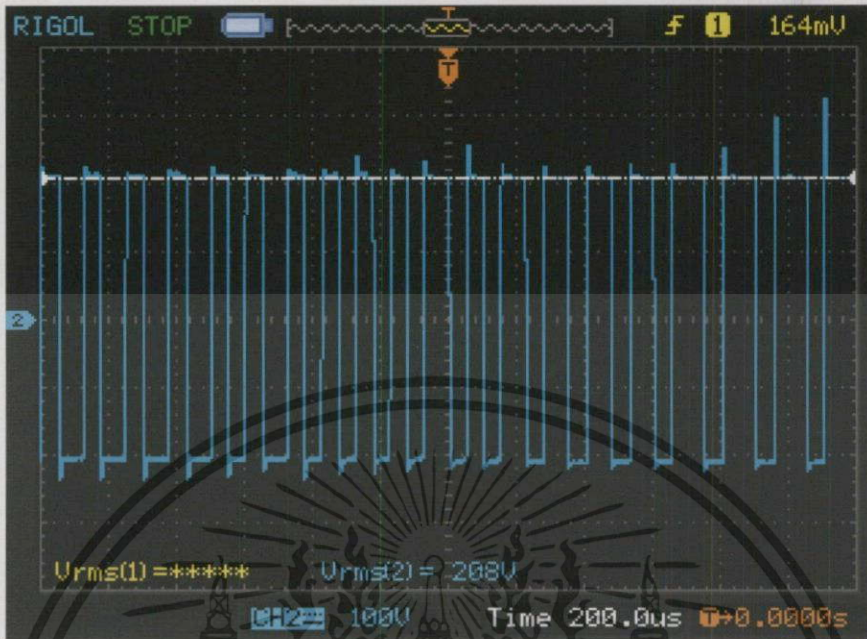 RIGOL STOP T 1 164mV
T
2
Vrms(1)=***** Vrms(2)= 208V
CH2 100V Time 200.0us T→0.0000s